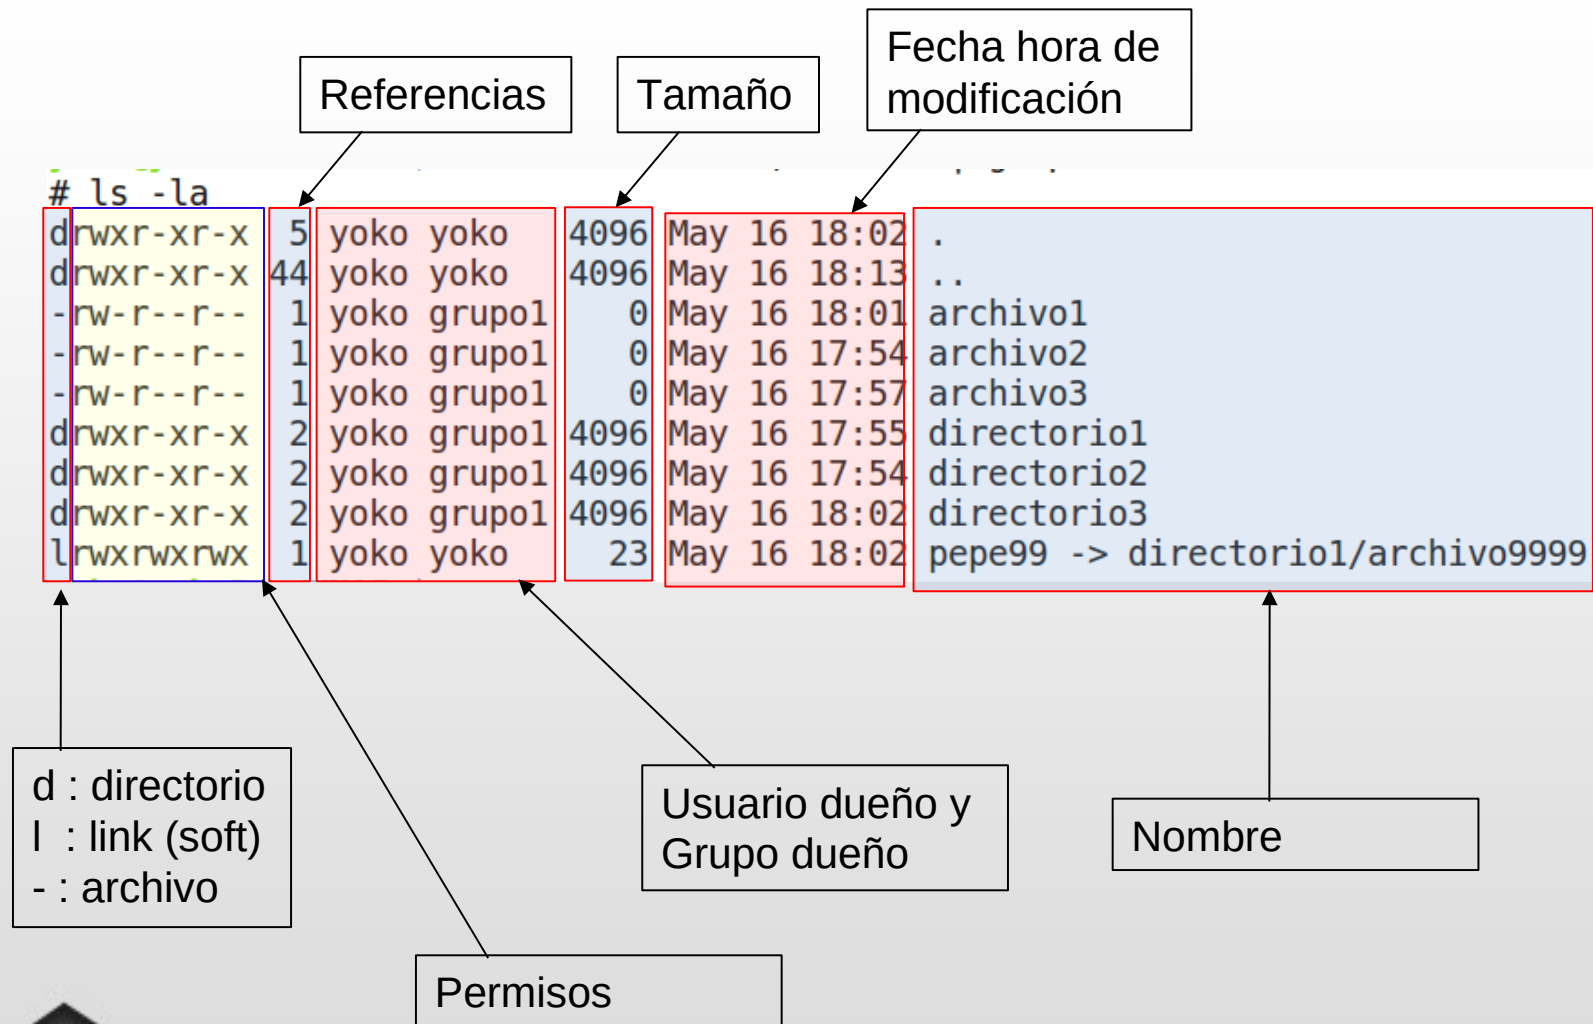 Fecha hora de
modificación
Referencias
Tamaño
# ls -la
drwxr-xr-x 5 yoko yoko 4096 May 16 18:02 .
drwxr-xr-x 44 yoko yoko 4096 May 16 18:13 ..
-rw-r--r-- 1 yoko grupo1 0 May 16 18:01 archivo1
-rw-r--r-- 1 yoko grupo1 0 May 16 17:54 archivo2
-rw-r--r-- 1 yoko grupo1 0 May 16 17:57 archivo3
drwxr-xr-x 2 yoko grupo1 4096 May 16 17:55 directorio1
drwxr-xr-x 2 yoko grupo1 4096 May 16 17:54 directorio2
drwxr-xr-x 2 yoko grupo1 4096 May 16 18:02 directorio3
lrwxrwxrwx 1 yoko yoko 23 May 16 18:02 pepe99 -> directorio1/archivo9999
d : directorio
l : link (soft)
- : archivo
Usuario dueño y
Grupo dueño
Nombre
Permisos